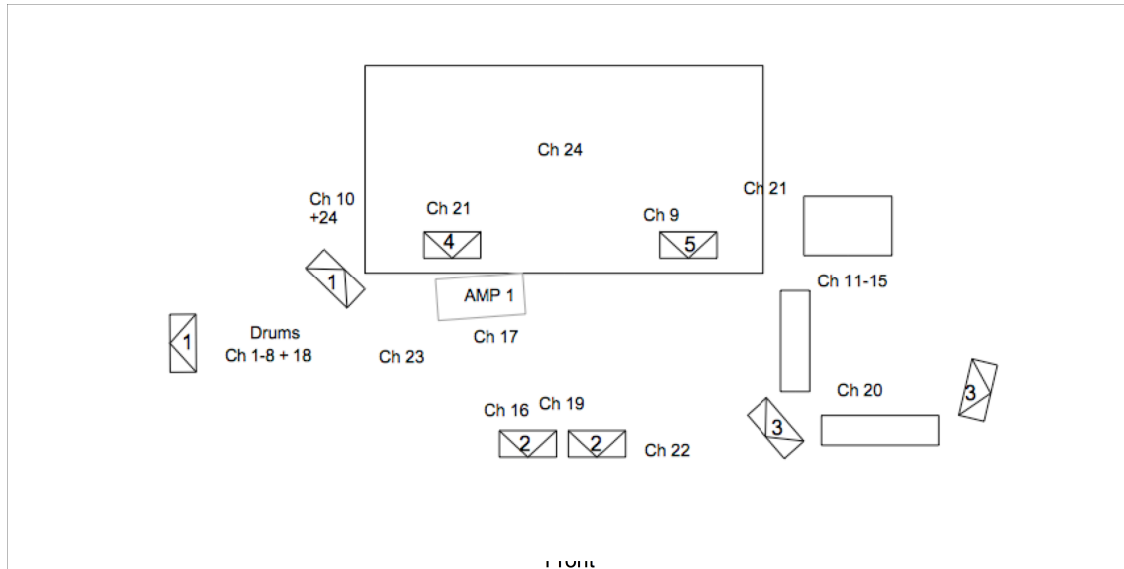 Ch 24
Ch 21
Ch 10
+24
Ch 21
Ch 9
4
5
1
Ch 11-15
AMP 1
Drums
Ch 1-8 + 18
1
Ch 17
Ch 23
Ch 20
3
Ch 16
Ch 19
3
2
2
Ch 22
Front